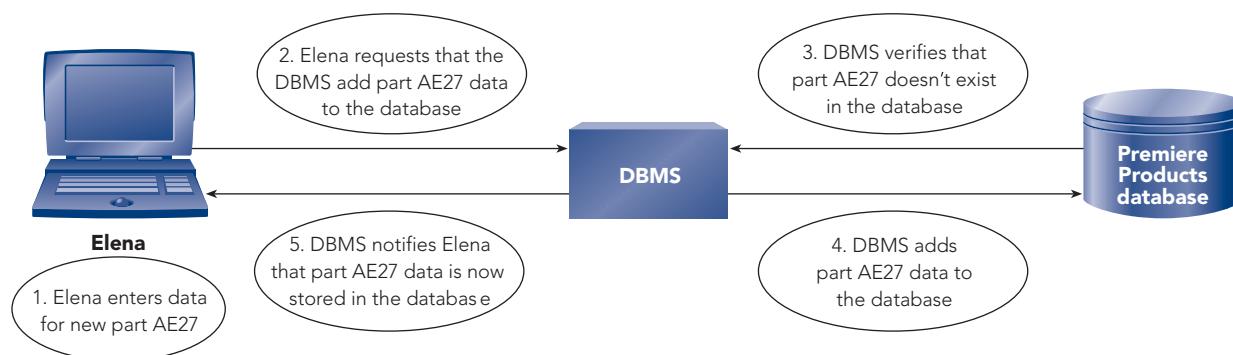 2. Elena requests that the
DBMS add part AE27 data
to the database
3. DBMS verifies that
part AE27 doesn't exist
in the database
DBMS
Premiere
Products
database
Elena
1. Elena enters data
for new part AE27
5. DBMS notifies Elena
that part AE27 data is now
stored in the database
4. DBMS adds
part AE27 data to
the database